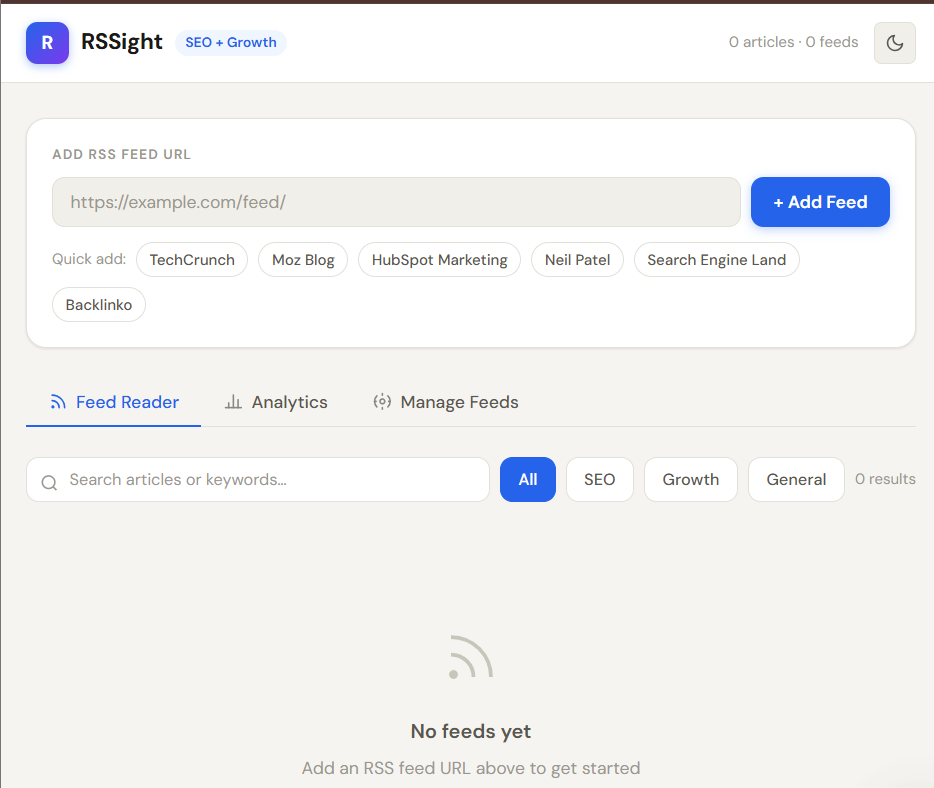 R RSSight SEO + Growth 0 articles · 0 feeds
ADD RSS FEED URL
https://example.com/feed/ + Add Feed
Quick add: TechCrunch Moz Blog HubSpot Marketing Neil Patel Search Engine Land
Backlinko
Feed Reader Analytics Manage Feeds
Search articles or keywords... All SEO Growth General 0 results
No feeds yet
Add an RSS feed URL above to get started